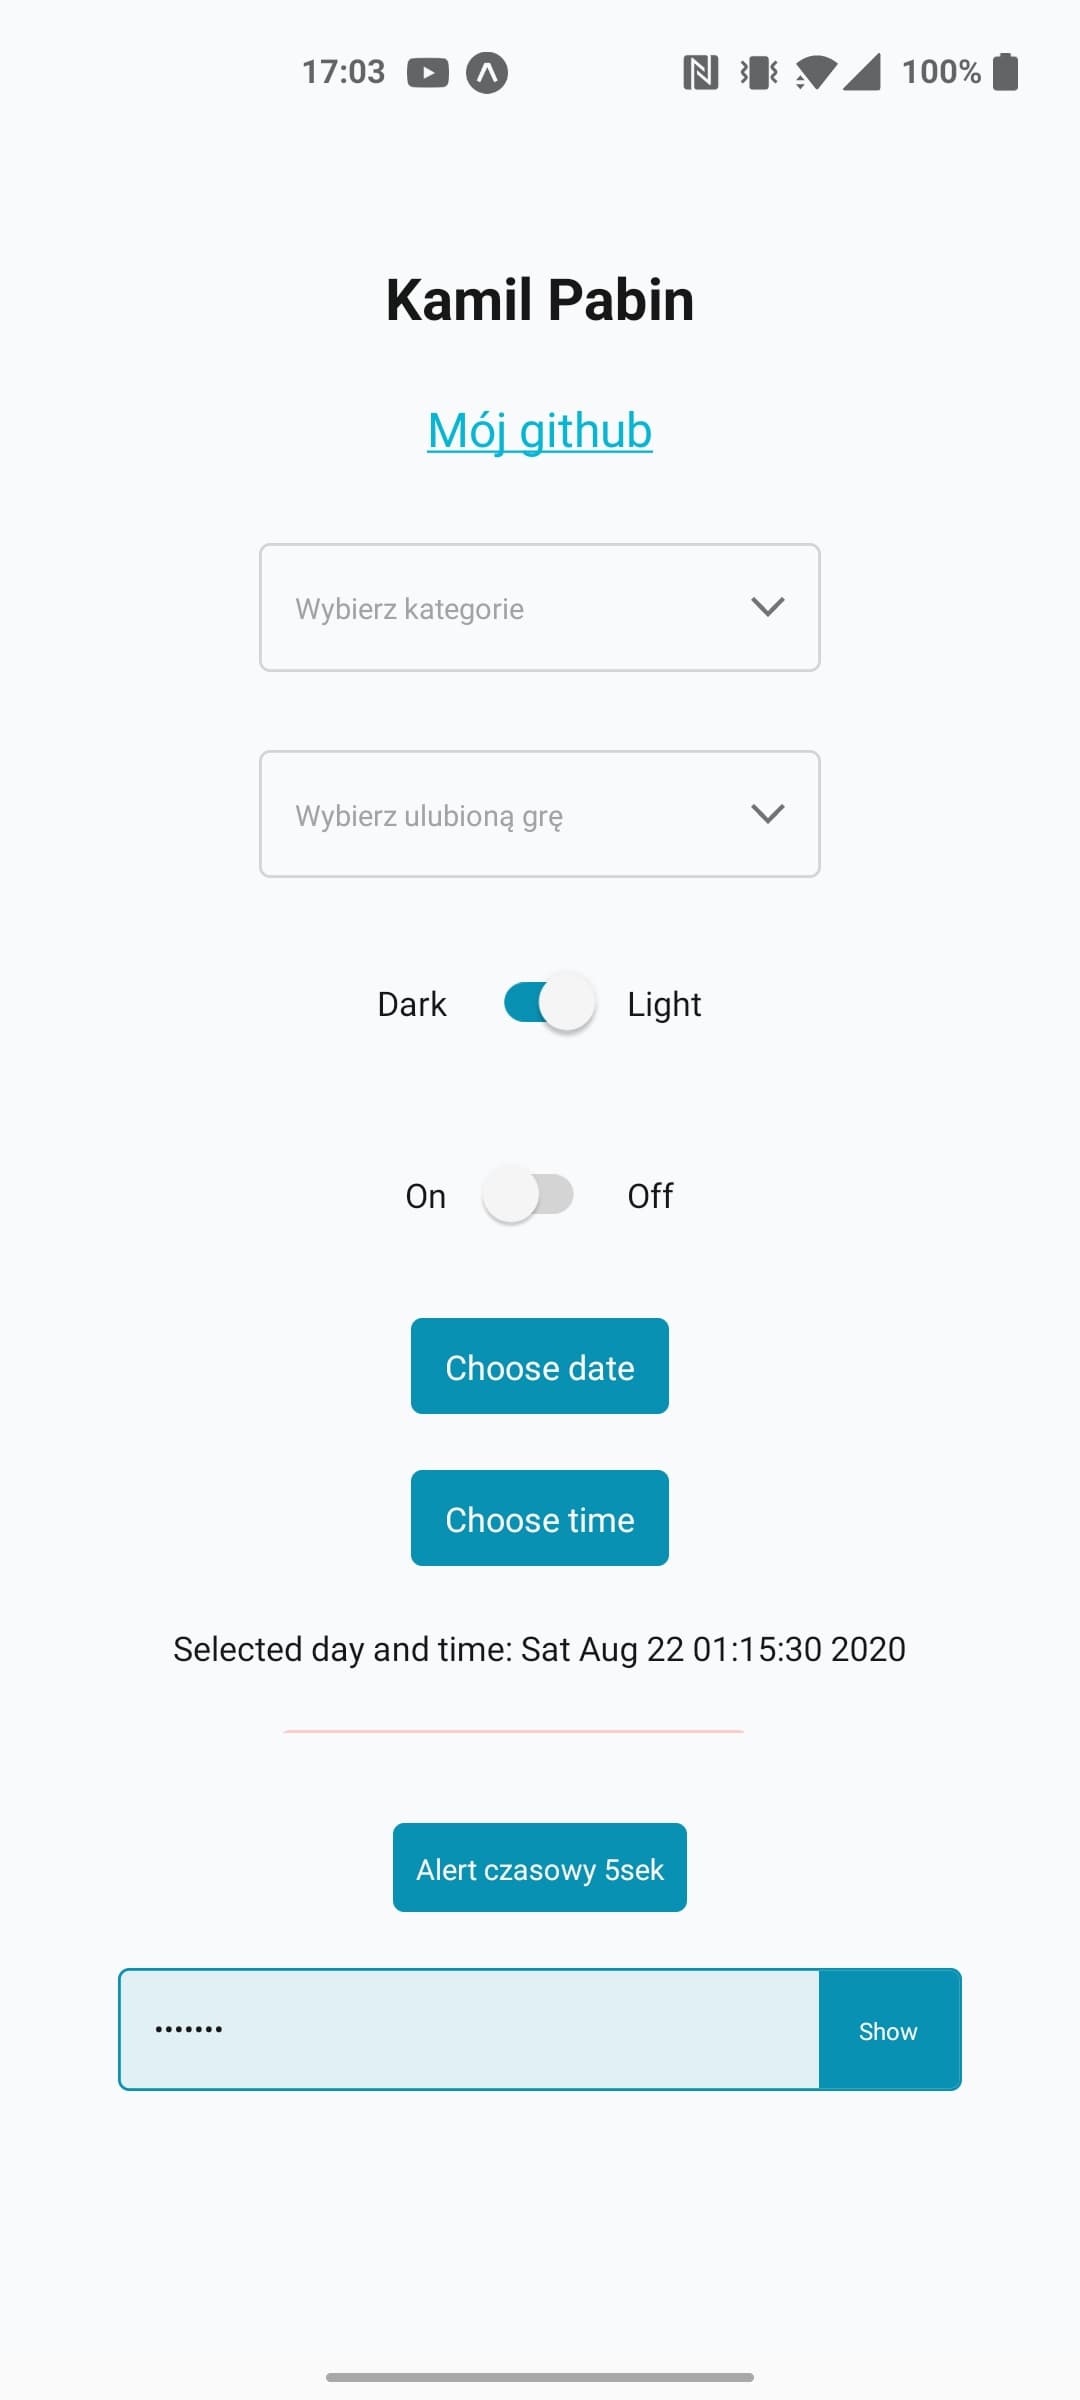 17:03 100%
Kamil Pabin
Mój github
Wybierz kategorie
Wybierz ulubioną grę
Dark Light
On Off
Choose date
Choose time
Selected day and time: Sat Aug 22 01:15:30 2020
Alert czasowy 5sek
•••••••
Show